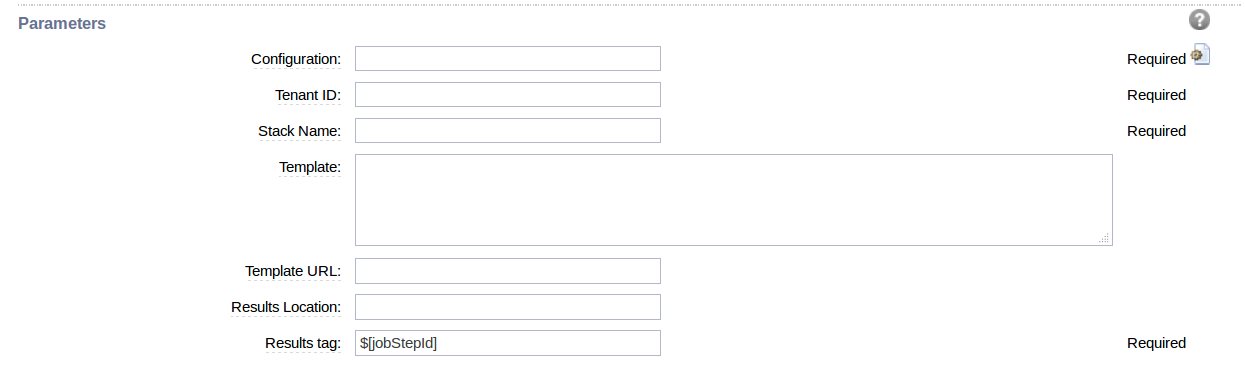 Parameters ?
Configuration: Required
Tenant ID: Required
Stack Name: Required
Template:
Template URL:
Results Location:
Results tag: $[jobStepId] Required